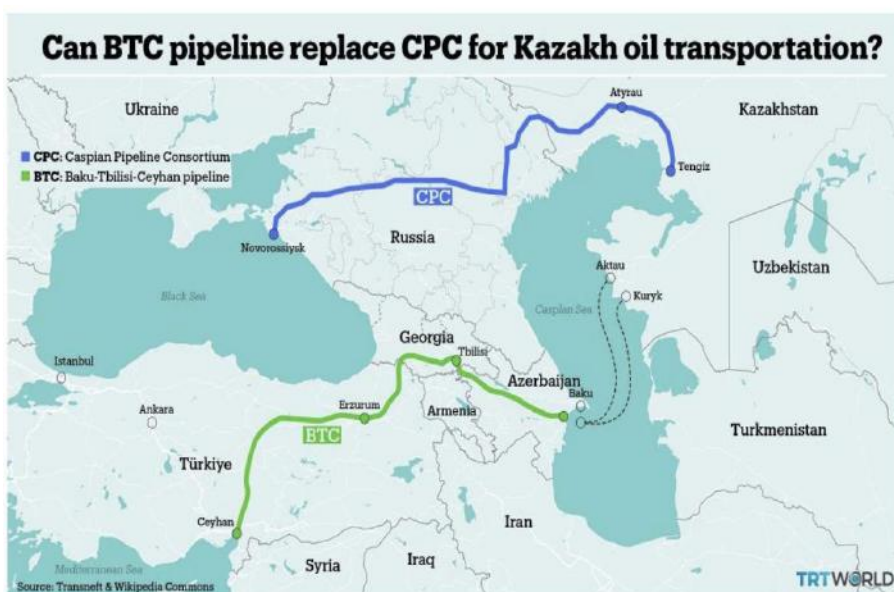 Can BTC pipeline replace CPC for Kazakh oil transportation?
Ukraine
Atyrau
Kazakhstan
CPC: Caspian Pipeline Consortium
BTC: Baku-Tbilisi-Ceyhan pipeline
Tengiz
CPC
Novorossiysk
Russia
Aktau
Uzbekistan
Kuryk
Black Sea
Caspian Sea
Georgia
Tbilisi
Istanbul
Azerbaijan
Baku
Erzurum
Armenia
Ankara
BTC
Turkmenistan
Türkiye
Ceyhan
Iran
Syria
Iraq
Mediterranean Sea
Source: Transneft & Wikipedia Commons
TRTWORLD